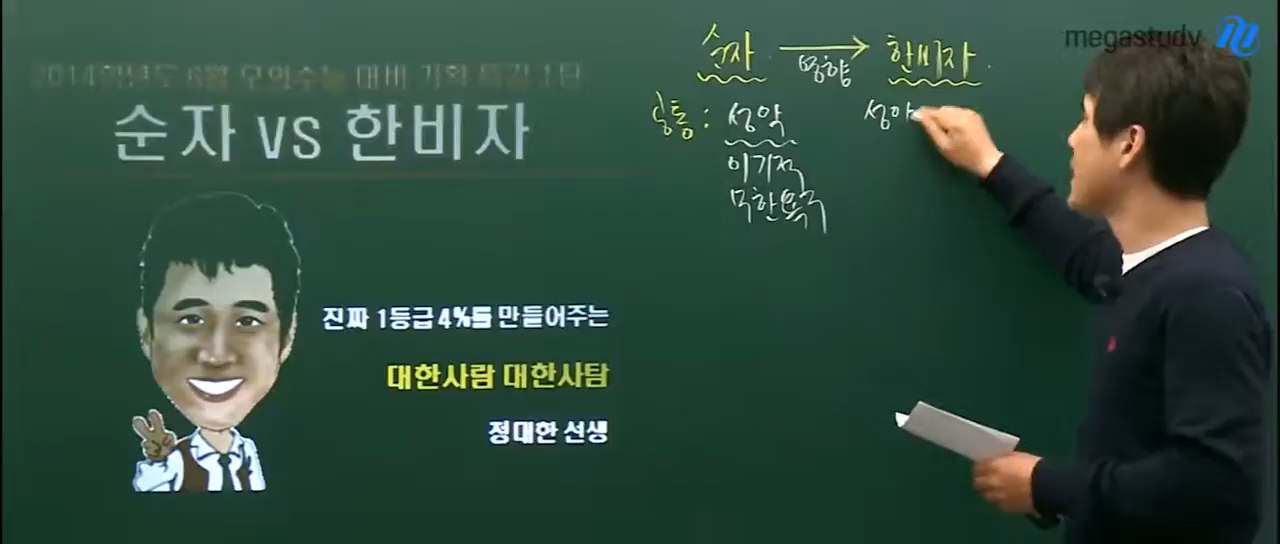 megastudy
2014학년도 6월 모의수능 대비 기획 특강 1탄
순자 VS 한비자
진짜 1등급 4%를 만들어주는
대한사람 대한사탐
정대한 선생
순자 → 한비자
영향
공통 : 성악 성아
이기적
무한욕구